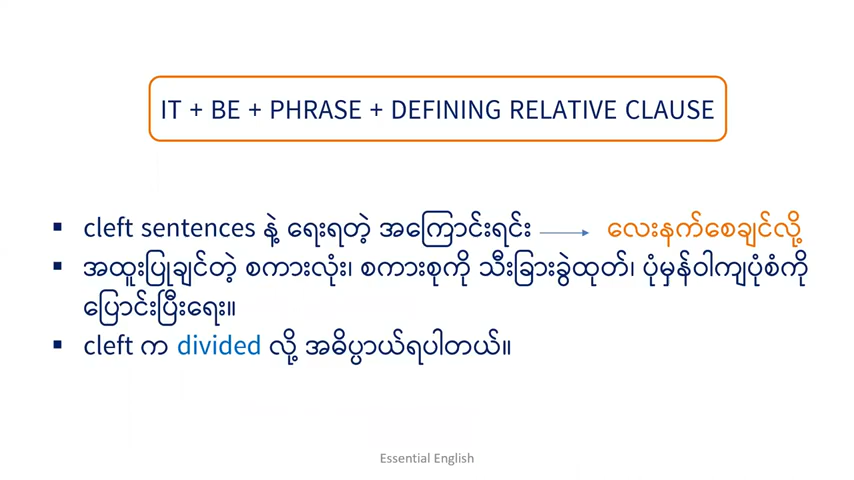 IT + BE + PHRASE + DEFINING RELATIVE CLAUSE
▪ cleft sentences နဲ့ ရေးရတဲ့ အကြောင်းရင်း → လေးနက်စေချင်လို့
▪ အထူးပြုချင်တဲ့ စကားလုံး၊ စကားစုကို သီးခြားခွဲထုတ်၊ ပုံမှန်ဝါကျပုံစံကို
ပြောင်းပြီးရေး။
▪ cleft က divided လို့ အဓိပ္ပာယ်ရပါတယ်။
Essential English